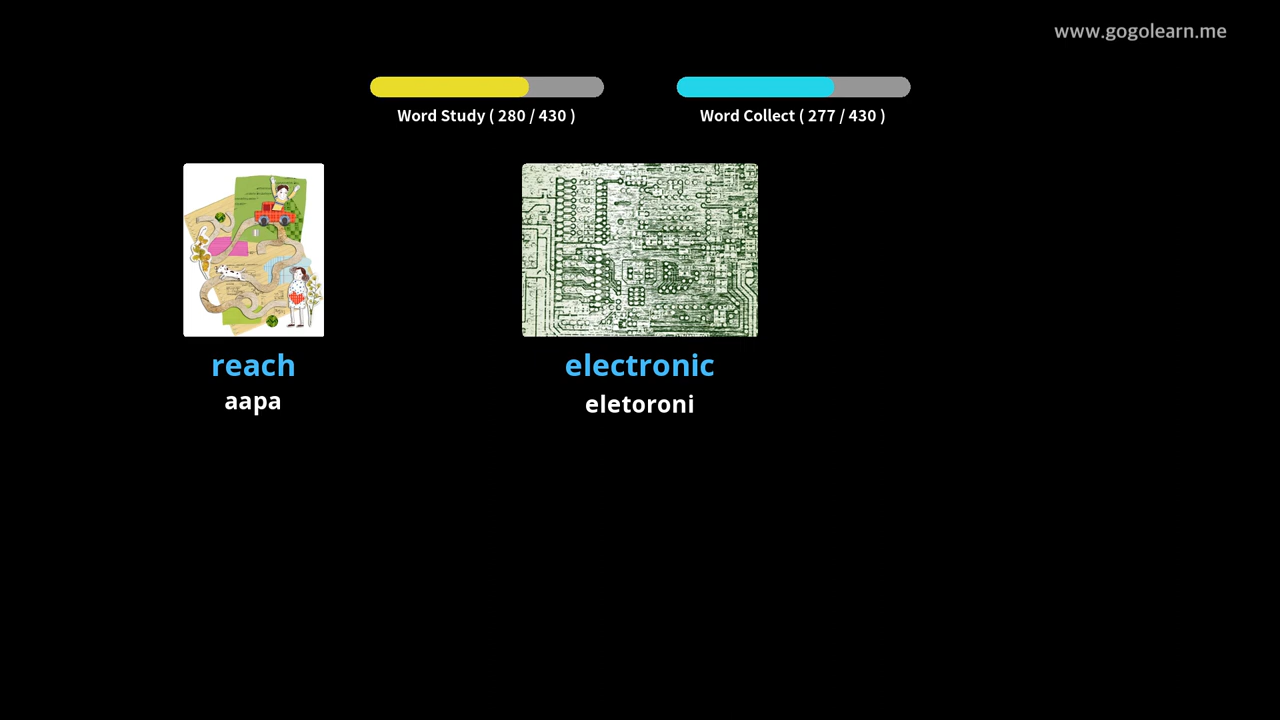 www.gogolearn.me
Word Study ( 280 / 430 )
Word Collect ( 277 / 430 )
reach
aapa
electronic
eletoroni